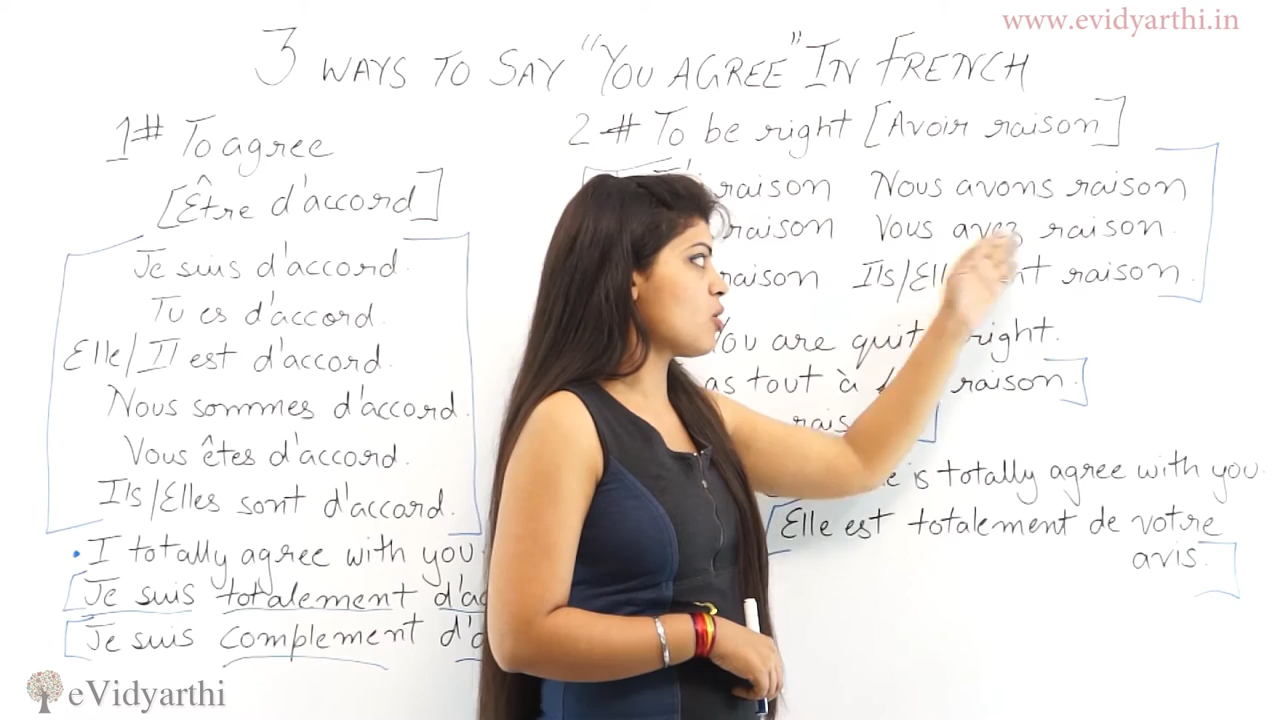 www.evidyarthi.in
3 WAYS TO SAY "YOU AGREE" IN FRENCH
1# To agree
[Être d'accord]
Je suis d'accord.
Tu es d'accord.
Elle/Il est d'accord.
Nous sommes d'accord.
Vous êtes d'accord.
Ils/Elles sont d'accord.
• I totally agree with you
Je suis totalement
Je suis complement
2# To be right [Avoir raison]
raison Nous avons raison
raison Vous avez raison.
raison Ils/ raison.
You are right.
tout à raison.
is totally agree with you.
Elle est totalement de votre
avis.
eVidyarthi